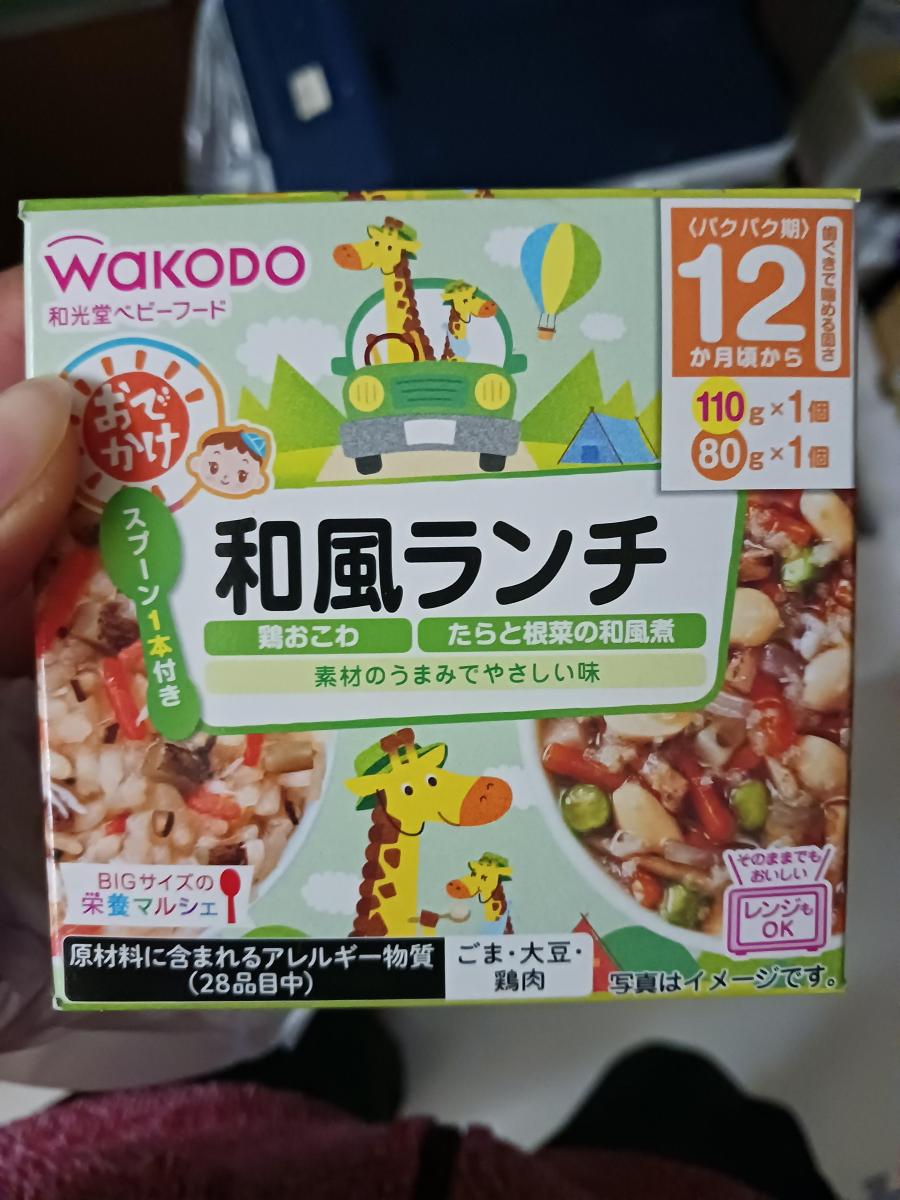 WAKODO
和光堂ベビーフード
〈パクパク期〉
12
か月頃から
歯ぐきで噛める固さ
110g×1個
80g×1個
おで
かけ
スプーン1本付き
和風ランチ
鶏おこわ
たらと根菜の和風煮
素材のうまみでやさしい味
BIGサイズの
栄養マルシェ
そのままでも
おいしい
レンジも
OK
原材料に含まれるアレルギー物質
(28品目中)
ごま・大豆・
鶏肉
写真はイメージです。